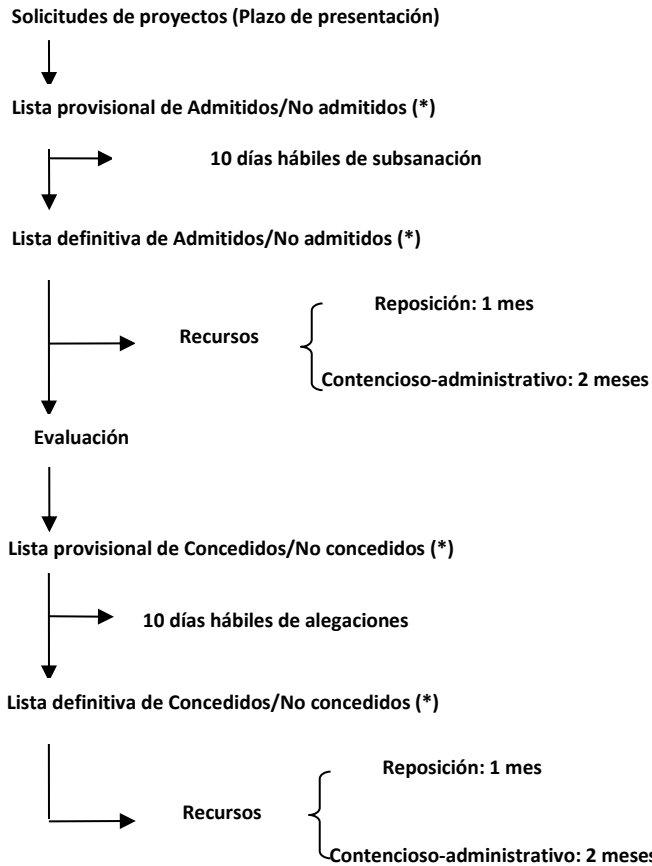 Solicitudes de proyectos (Plazo de presentación)
Lista provisional de Admitidos/No admitidos (*)
10 días hábiles de subsanación
Lista definitiva de Admitidos/No admitidos (*)
Reposición: 1 mes
Recursos
Contencioso-administrativo: 2 meses
Evaluación
Lista provisional de Concedidos/No concedidos (*)
10 días hábiles de alegaciones
Lista definitiva de Concedidos/No concedidos (*)
Reposición: 1 mes
Recursos
Contencioso-administrativo: 2 meses